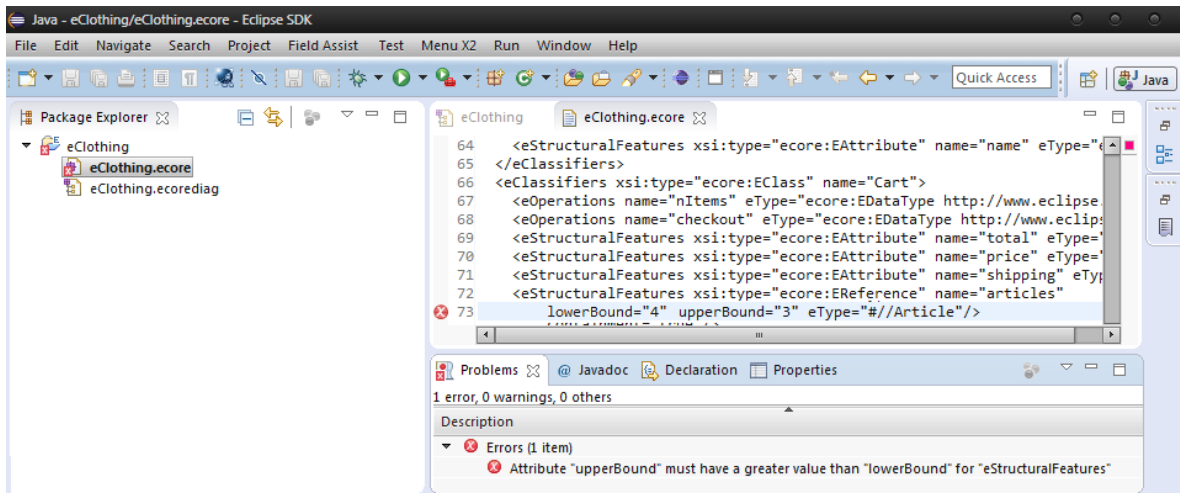 Java - eClothing/eClothing.ecore - Eclipse SDK
File Edit Navigate Search Project Field Assist Test Menu X2 Run Window Help
Quick Access
Java
Package Explorer
eClothing
eClothing.ecore
eClothing.ecorediag
eClothing
eClothing.ecore
64 <eStructuralFeatures xsi:type="ecore:EAttribute" name="name" eType="
65 </eClassifiers>
66 <eClassifiers xsi:type="ecore:EClass" name="Cart">
67 <eOperations name="nItems" eType="ecore:EDataType http://www.eclipse.
68 <eOperations name="checkout" eType="ecore:EDataType http://www.eclips
69 <eStructuralFeatures xsi:type="ecore:EAttribute" name="total" eType="
70 <eStructuralFeatures xsi:type="ecore:EAttribute" name="price" eType="
71 <eStructuralFeatures xsi:type="ecore:EAttribute" name="shipping" eTyp
72 <eStructuralFeatures xsi:type="ecore:EReference" name="articles"
73 lowerBound="4" upperBound="3" eType="#//Article"/>
Problems @ Javadoc Declaration Properties
1 error, 0 warnings, 0 others
Description
Errors (1 item)
Attribute "upperBound" must have a greater value than "lowerBound" for "eStructuralFeatures"